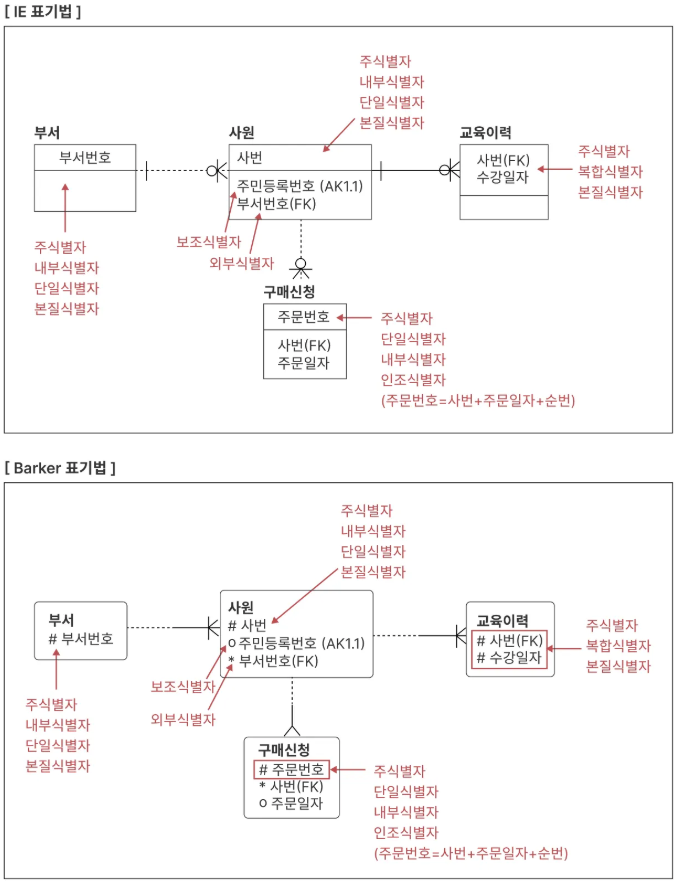 [ IE 표기법 ]
주식별자
내부식별자
단일식별자
본질식별자
부서
부서번호
주식별자
내부식별자
단일식별자
본질식별자
사원
사번
주민등록번호 (AK1.1)
부서번호(FK)
보조식별자
외부식별자
교육이력
사번(FK)
수강일자
주식별자
복합식별자
본질식별자
구매신청
주문번호
사번(FK)
주문일자
주식별자
단일식별자
내부식별자
인조식별자
(주문번호=사번+주문일자+순번)
[ Barker 표기법 ]
주식별자
내부식별자
단일식별자
본질식별자
부서
# 부서번호
주식별자
내부식별자
단일식별자
본질식별자
사원
# 사번
o 주민등록번호 (AK1.1)
* 부서번호(FK)
보조식별자
외부식별자
교육이력
# 사번(FK)
# 수강일자
주식별자
복합식별자
본질식별자
구매신청
# 주문번호
* 사번(FK)
o 주문일자
주식별자
단일식별자
내부식별자
인조식별자
(주문번호=사번+주문일자+순번)